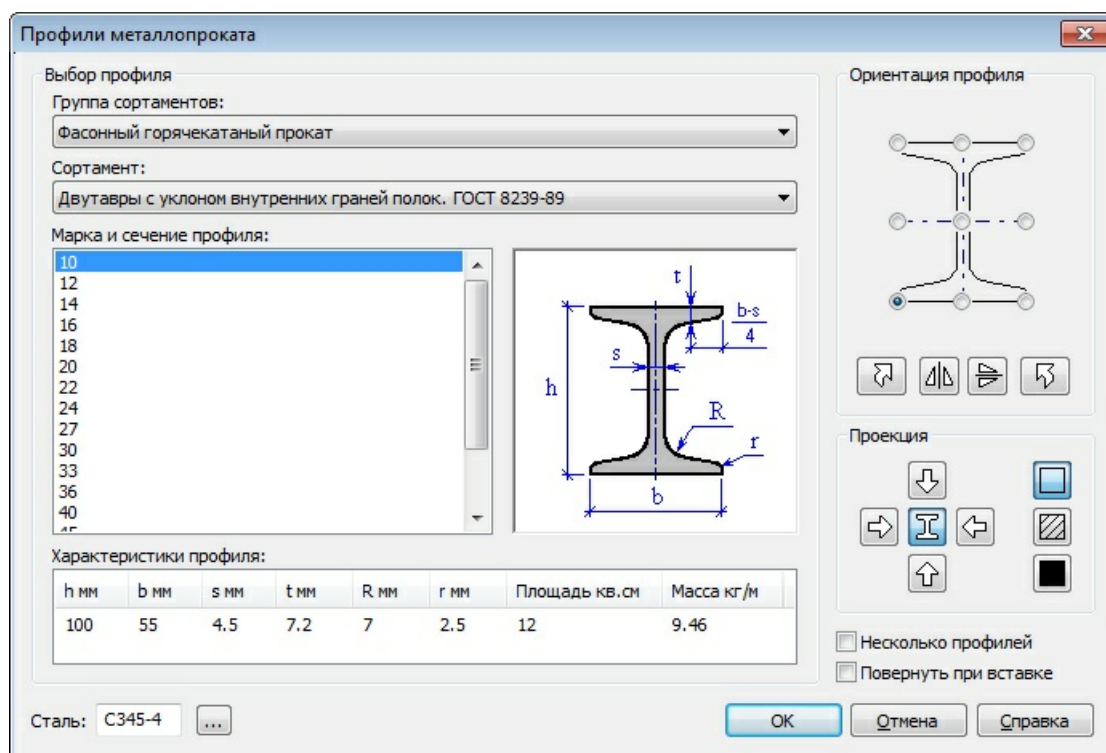 Профили металлопроката
Выбор профиля
Группа сортаментов:
Фасонный горячекатаный прокат
Сортамент:
Двутавры с уклоном внутренних граней полок. ГОСТ 8239-89
Марка и сечение профиля:
10
12
14
16
18
20
22
24
27
30
33
36
40
t
b-s
4
s
h
R
r
b
Характеристики профиля:
h мм b мм s мм t мм R мм r мм Площадь кв.см Масса кг/м
100 55 4.5 7.2 7 2.5 12 9.46
Ориентация профиля
Проекция
Несколько профилей
Повернуть при вставке
Сталь: С345-4 ...
ОК Отмена Справка